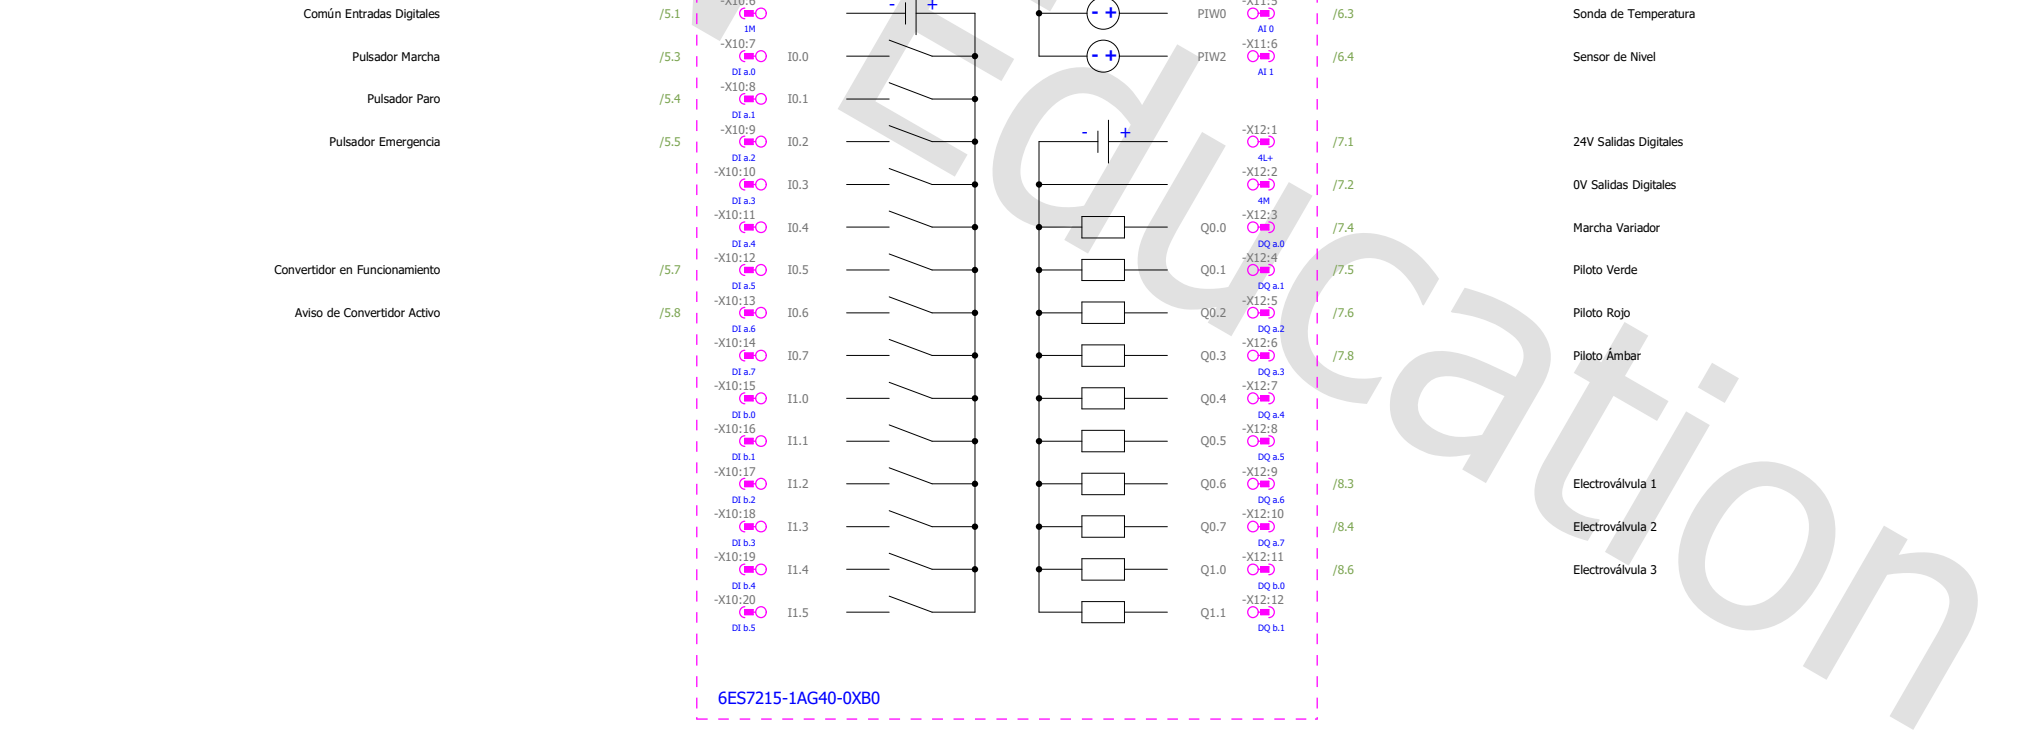 Común Entradas Digitales /5.1 -X10:6 1M - + PIW0 -X11:5 AI 0 /6.3 Sonda de Temperatura
Pulsador Marcha /5.3 -X10:7 I0.0 DI a.0 - + PIW2 -X11:6 AI 1 /6.4 Sensor de Nivel
Pulsador Paro /5.4 -X10:8 I0.1 DI a.1
Pulsador Emergencia /5.5 -X10:9 I0.2 DI a.2 - + -X12:1 4L+ /7.1 24V Salidas Digitales
-X10:10 I0.3 DI a.3 -X12:2 4M /7.2 0V Salidas Digitales
-X10:11 I0.4 DI a.4 Q0.0 -X12:3 DQ a.0 /7.4 Marcha Variador
Convertidor en Funcionamiento /5.7 -X10:12 I0.5 DI a.5 Q0.1 -X12:4 DQ a.1 /7.5 Piloto Verde
Aviso de Convertidor Activo /5.8 -X10:13 I0.6 DI a.6 Q0.2 -X12:5 DQ a.2 /7.6 Piloto Rojo
-X10:14 I0.7 DI a.7 Q0.3 -X12:6 DQ a.3 /7.8 Piloto Ámbar
-X10:15 I1.0 DI b.0 Q0.4 -X12:7 DQ a.4
-X10:16 I1.1 DI b.1 Q0.5 -X12:8 DQ a.5
-X10:17 I1.2 DI b.2 Q0.6 -X12:9 DQ a.6 /8.3 Electroválvula 1
-X10:18 I1.3 DI b.3 Q0.7 -X12:10 DQ a.7 /8.4 Electroválvula 2
-X10:19 I1.4 DI b.4 Q1.0 -X12:11 DQ b.0 /8.6 Electroválvula 3
-X10:20 I1.5 DI b.5 Q1.1 -X12:12 DQ b.1
6ES7215-1AG40-0XB0
Education